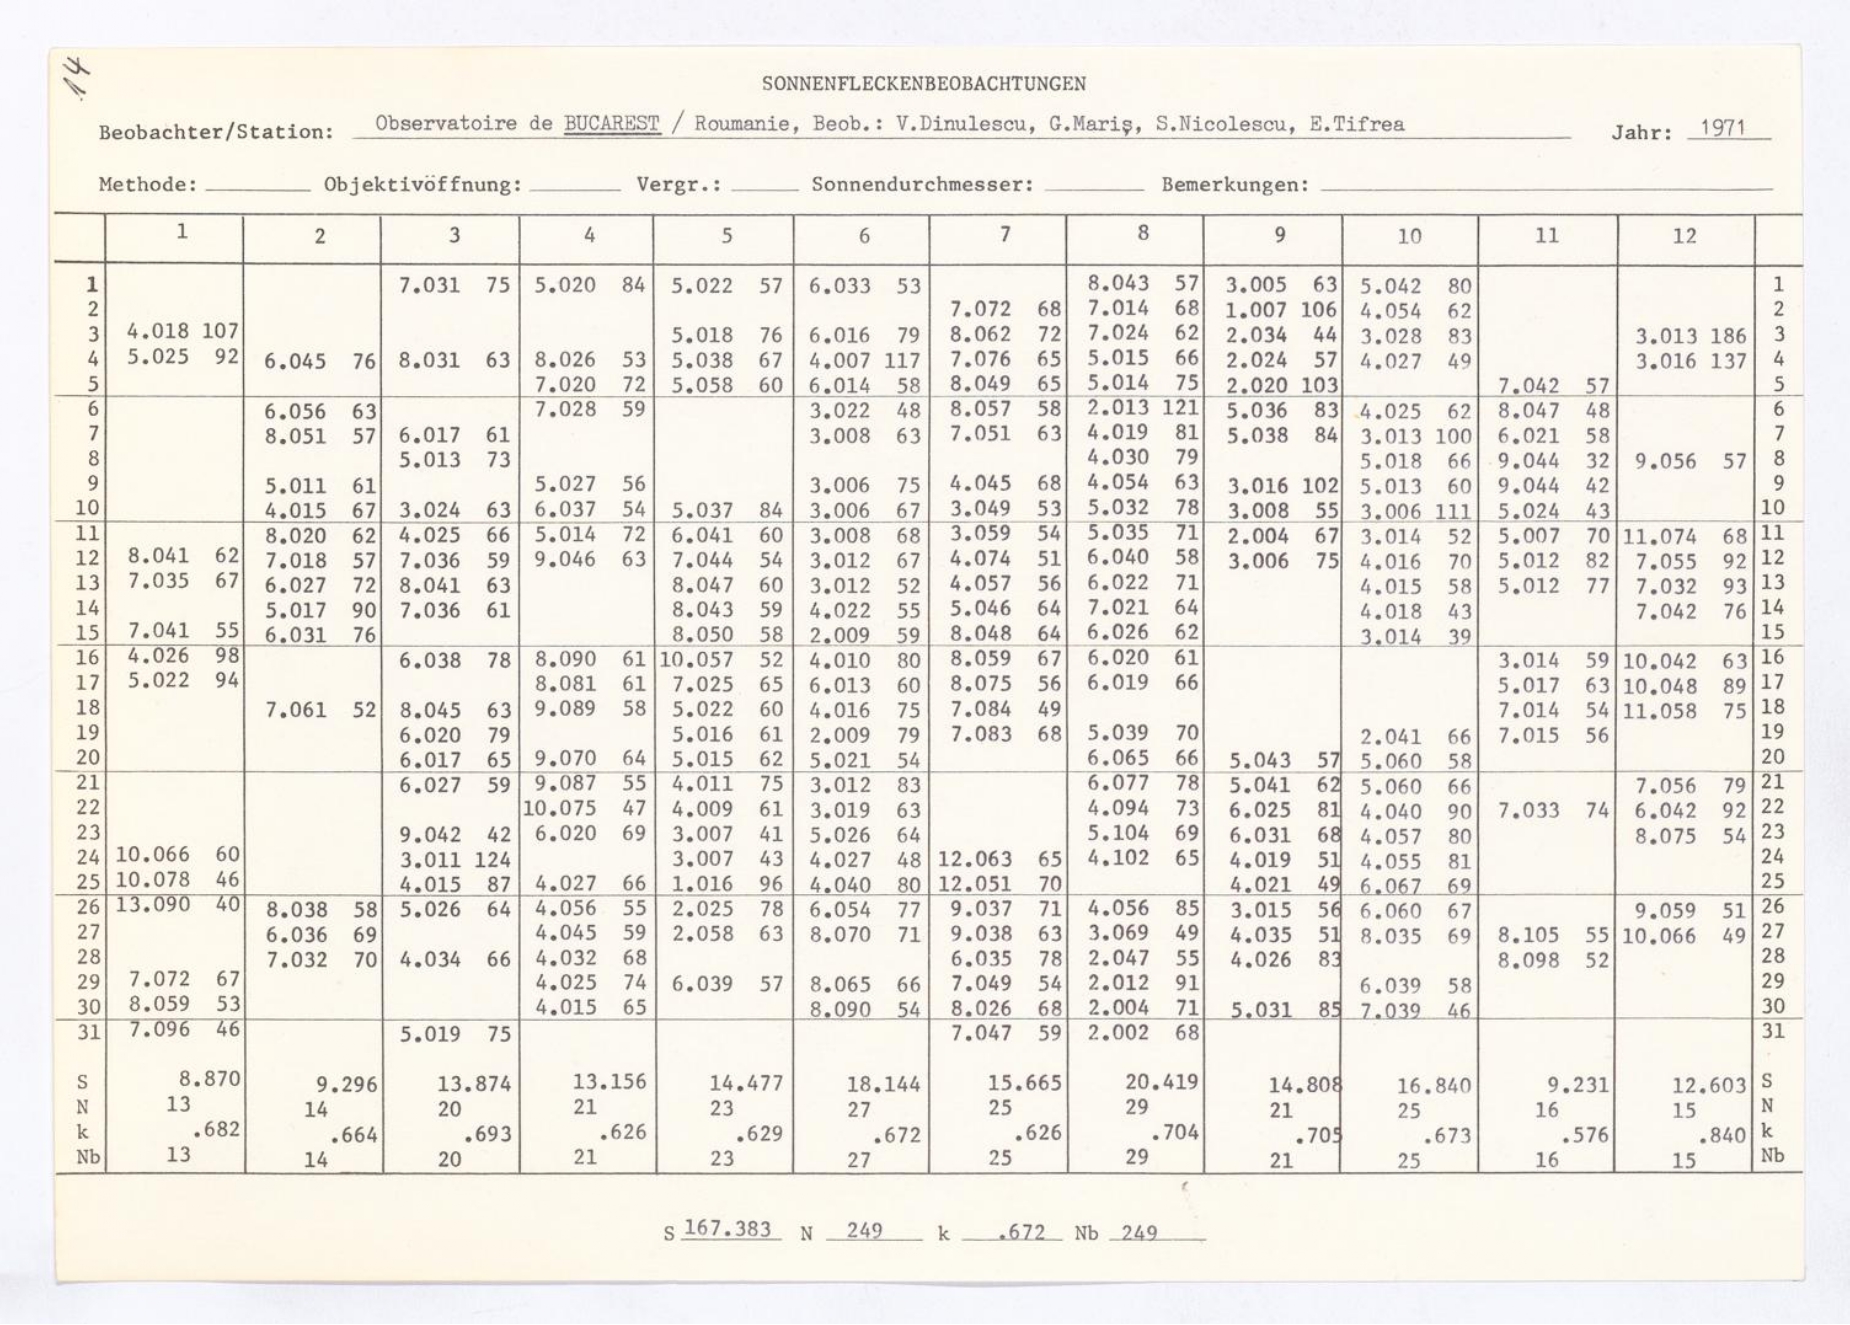 14
SONNENFLECKENBEOBACHTUNGEN
Beobachter/Station: Observatoire de BUCAREST / Roumanie, Beob.: V.Dinulescu, G.Mariş, S.Nicolescu, E.Tifrea Jahr: 1971
Methode: Objektivöffnung: Vergr.: Sonnendurchmesser: Bemerkungen:
1 2 3 4 5 6 7 8 9 10 11 12
1 7.031 75 5.020 84 5.022 57 6.033 53 8.043 57 3.005 63 5.042 80 1
2 7.072 68 7.014 68 1.007 106 4.054 62 2
3 4.018 107 5.018 76 6.016 79 8.062 72 7.024 62 2.034 44 3.028 83 3.013 186 3
4 5.025 92 6.045 76 8.031 63 8.026 53 5.038 67 4.007 117 7.076 65 5.015 66 2.024 57 4.027 49 3.016 137 4
5 7.020 72 5.058 60 6.014 58 8.049 65 5.014 75 2.020 103 7.042 57 5
6 6.056 63 7.028 59 3.022 48 8.057 58 2.013 121 5.036 83 4.025 62 8.047 48 6
7 8.051 57 6.017 61 3.008 63 7.051 63 4.019 81 5.038 84 3.013 100 6.021 58 7
8 5.013 73 4.030 79 5.018 66 9.044 32 9.056 57 8
9 5.011 61 5.027 56 3.006 75 4.045 68 4.054 63 3.016 102 5.013 60 9.044 42 9
10 4.015 67 3.024 63 6.037 54 5.037 84 3.006 67 3.049 53 5.032 78 3.008 55 3.006 111 5.024 43 10
11 8.020 62 4.025 66 5.014 72 6.041 60 3.008 68 3.059 54 5.035 71 2.004 67 3.014 52 5.007 70 11.074 68 11
12 8.041 62 7.018 57 7.036 59 9.046 63 7.044 54 3.012 67 4.074 51 6.040 58 3.006 75 4.016 70 5.012 82 7.055 92 12
13 7.035 67 6.027 72 8.041 63 8.047 60 3.012 52 4.057 56 6.022 71 4.015 58 5.012 77 7.032 93 13
14 5.017 90 7.036 61 8.043 59 4.022 55 5.046 64 7.021 64 4.018 43 7.042 76 14
15 7.041 55 6.031 76 8.050 58 2.009 59 8.048 64 6.026 62 3.014 39 15
16 4.026 98 6.038 78 8.090 61 10.057 52 4.010 80 8.059 67 6.020 61 3.014 59 10.042 63 16
17 5.022 94 8.081 61 7.025 65 6.013 60 8.075 56 6.019 66 5.017 63 10.048 89 17
18 7.061 52 8.045 63 9.089 58 5.022 60 4.016 75 7.084 49 7.014 54 11.058 75 18
19 6.020 79 5.016 61 2.009 79 7.083 68 5.039 70 2.041 66 7.015 56 19
20 6.017 65 9.070 64 5.015 62 5.021 54 6.065 66 5.043 57 5.060 58 20
21 6.027 59 9.087 55 4.011 75 3.012 83 6.077 78 5.041 62 5.060 66 7.056 79 21
22 10.075 47 4.009 61 3.019 63 4.094 73 6.025 81 4.040 90 7.033 74 6.042 92 22
23 9.042 42 6.020 69 3.007 41 5.026 64 5.104 69 6.031 68 4.057 80 8.075 54 23
24 10.066 60 3.011 124 3.007 43 4.027 48 12.063 65 4.102 65 4.019 51 4.055 81 24
25 10.078 46 4.015 87 4.027 66 1.016 96 4.040 80 12.051 70 4.021 49 6.067 69 25
26 13.090 40 8.038 58 5.026 64 4.056 55 2.025 78 6.054 77 9.037 71 4.056 85 3.015 56 6.060 67 9.059 51 26
27 6.036 69 4.045 59 2.058 63 8.070 71 9.038 63 3.069 49 4.035 51 8.035 69 8.105 55 10.066 49 27
28 7.032 70 4.034 66 4.032 68 6.035 78 2.047 55 4.026 83 8.098 52 28
29 7.072 67 4.025 74 6.039 57 8.065 66 7.049 54 2.012 91 6.039 58 29
30 8.059 53 4.015 65 8.090 54 8.026 68 2.004 71 5.031 85 7.039 46 30
31 7.096 46 5.019 75 7.047 59 2.002 68 31
S 8.870 9.296 13.874 13.156 14.477 18.144 15.665 20.419 14.808 16.840 9.231 12.603 S
N 13 14 20 21 23 27 25 29 21 25 16 15 N
k .682 .664 .693 .626 .629 .672 .626 .704 .705 .673 .576 .840 k
Nb 13 14 20 21 23 27 25 29 21 25 16 15 Nb
S 167.383 N 249 k .672 Nb 249